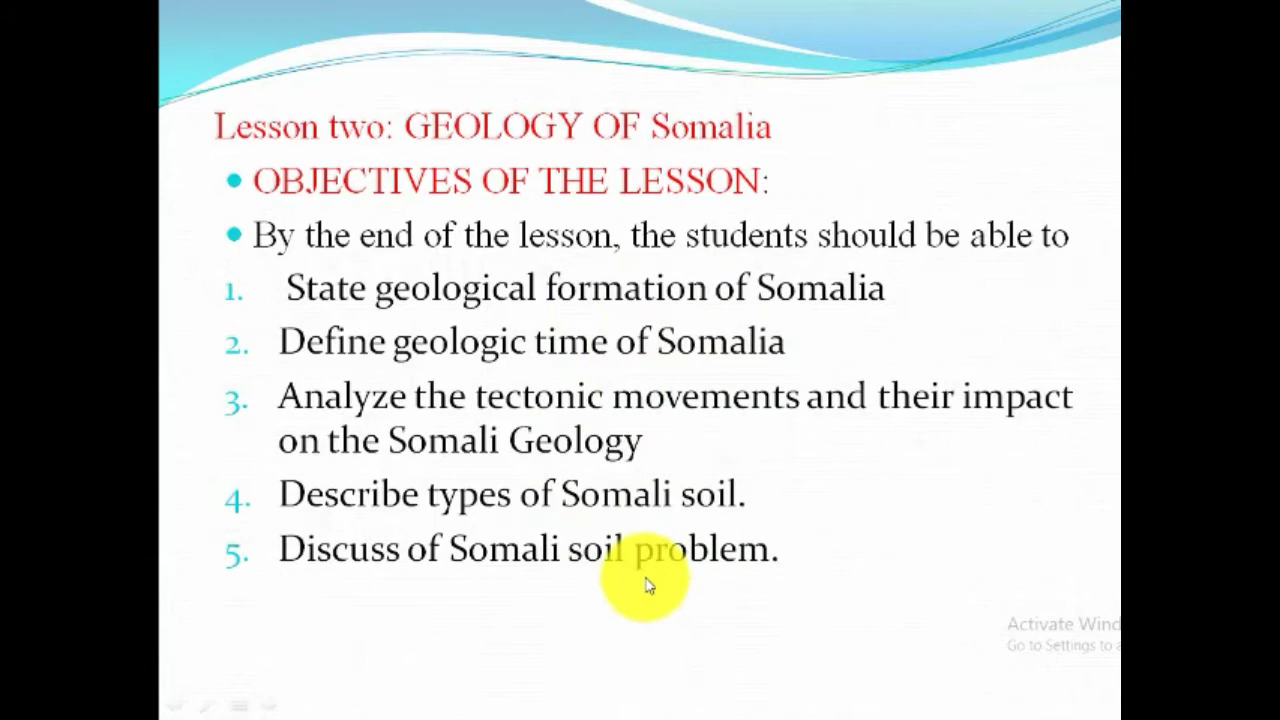 Lesson two: GEOLOGY OF Somalia
• OBJECTIVES OF THE LESSON:
• By the end of the lesson, the students should be able to
1. State geological formation of Somalia
2. Define geologic time of Somalia
3. Analyze the tectonic movements and their impact
on the Somali Geology
4. Describe types of Somali soil.
5. Discuss of Somali soil problem.
Activate Wind
Go to Settings to a